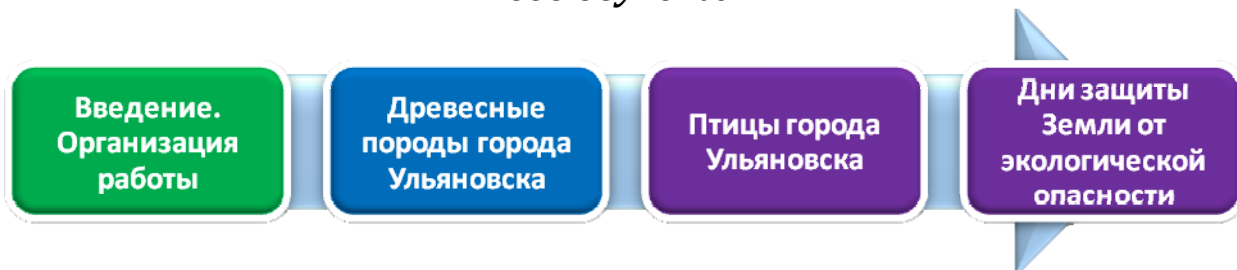 Введение.
Организация
работы
Древесные
породы города
Ульяновска
Птицы города
Ульяновска
Дни защиты
Земли от
экологической
опасности